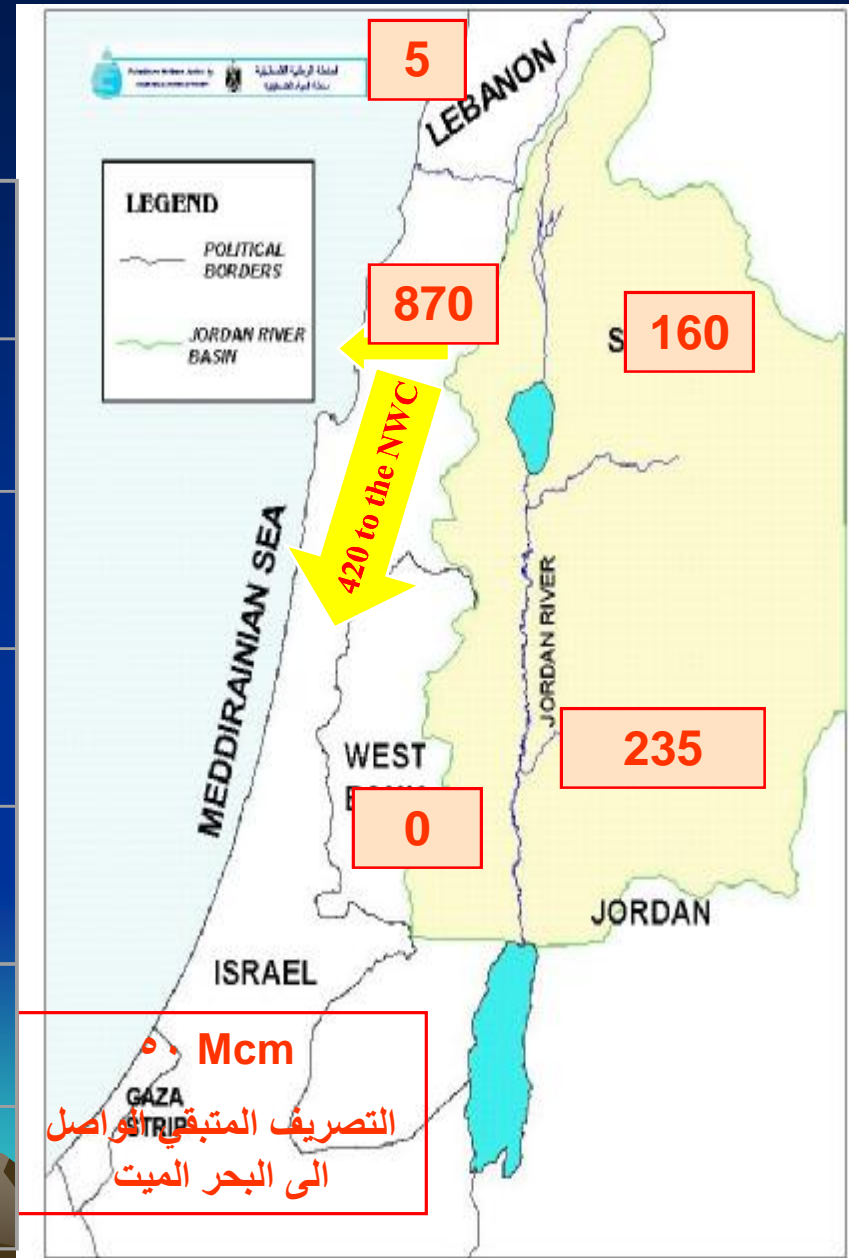 5
LEBANON
LEGEND
POLITICAL
BORDERS
JORDAN RIVER
BASIN
870
S
160
420 to the NWC
MEDDIRAINIAN SEA
JORDAN RIVER
WEST
235
0
JORDAN
ISRAEL
٥٠ Mcm
GAZA
STRIP
التصريف المتبقي الواصل
الى البحر الميت